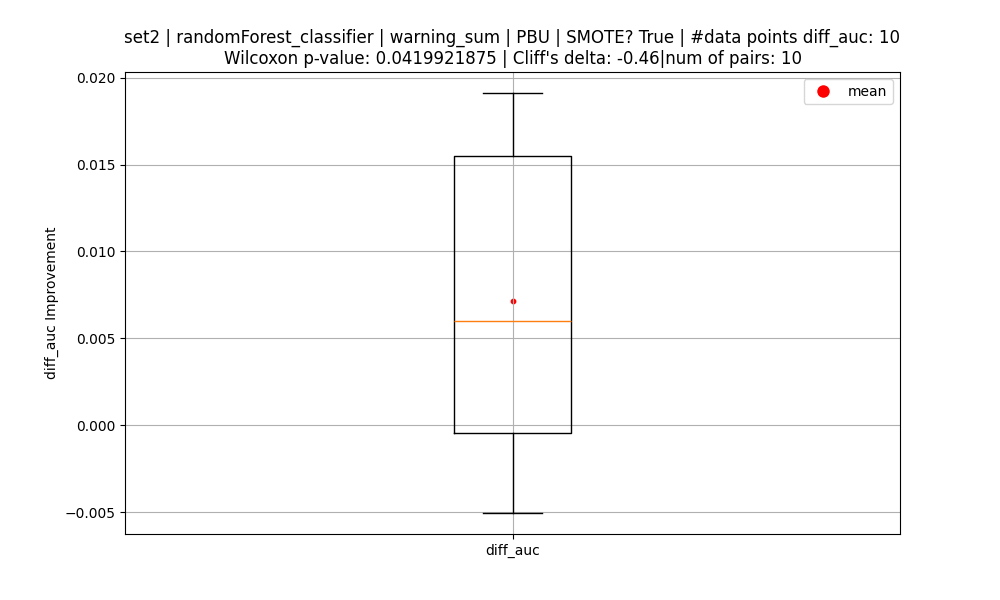 set2 | randomForest_classifier | warning_sum | PBU | SMOTE? True | #data points diff_auc: 10
Wilcoxon p-value: 0.0419921875 | Cliff's delta: -0.46|num of pairs: 10
mean
0.020
0.015
0.010
0.005
0.000
−0.005
diff_auc Improvement
diff_auc